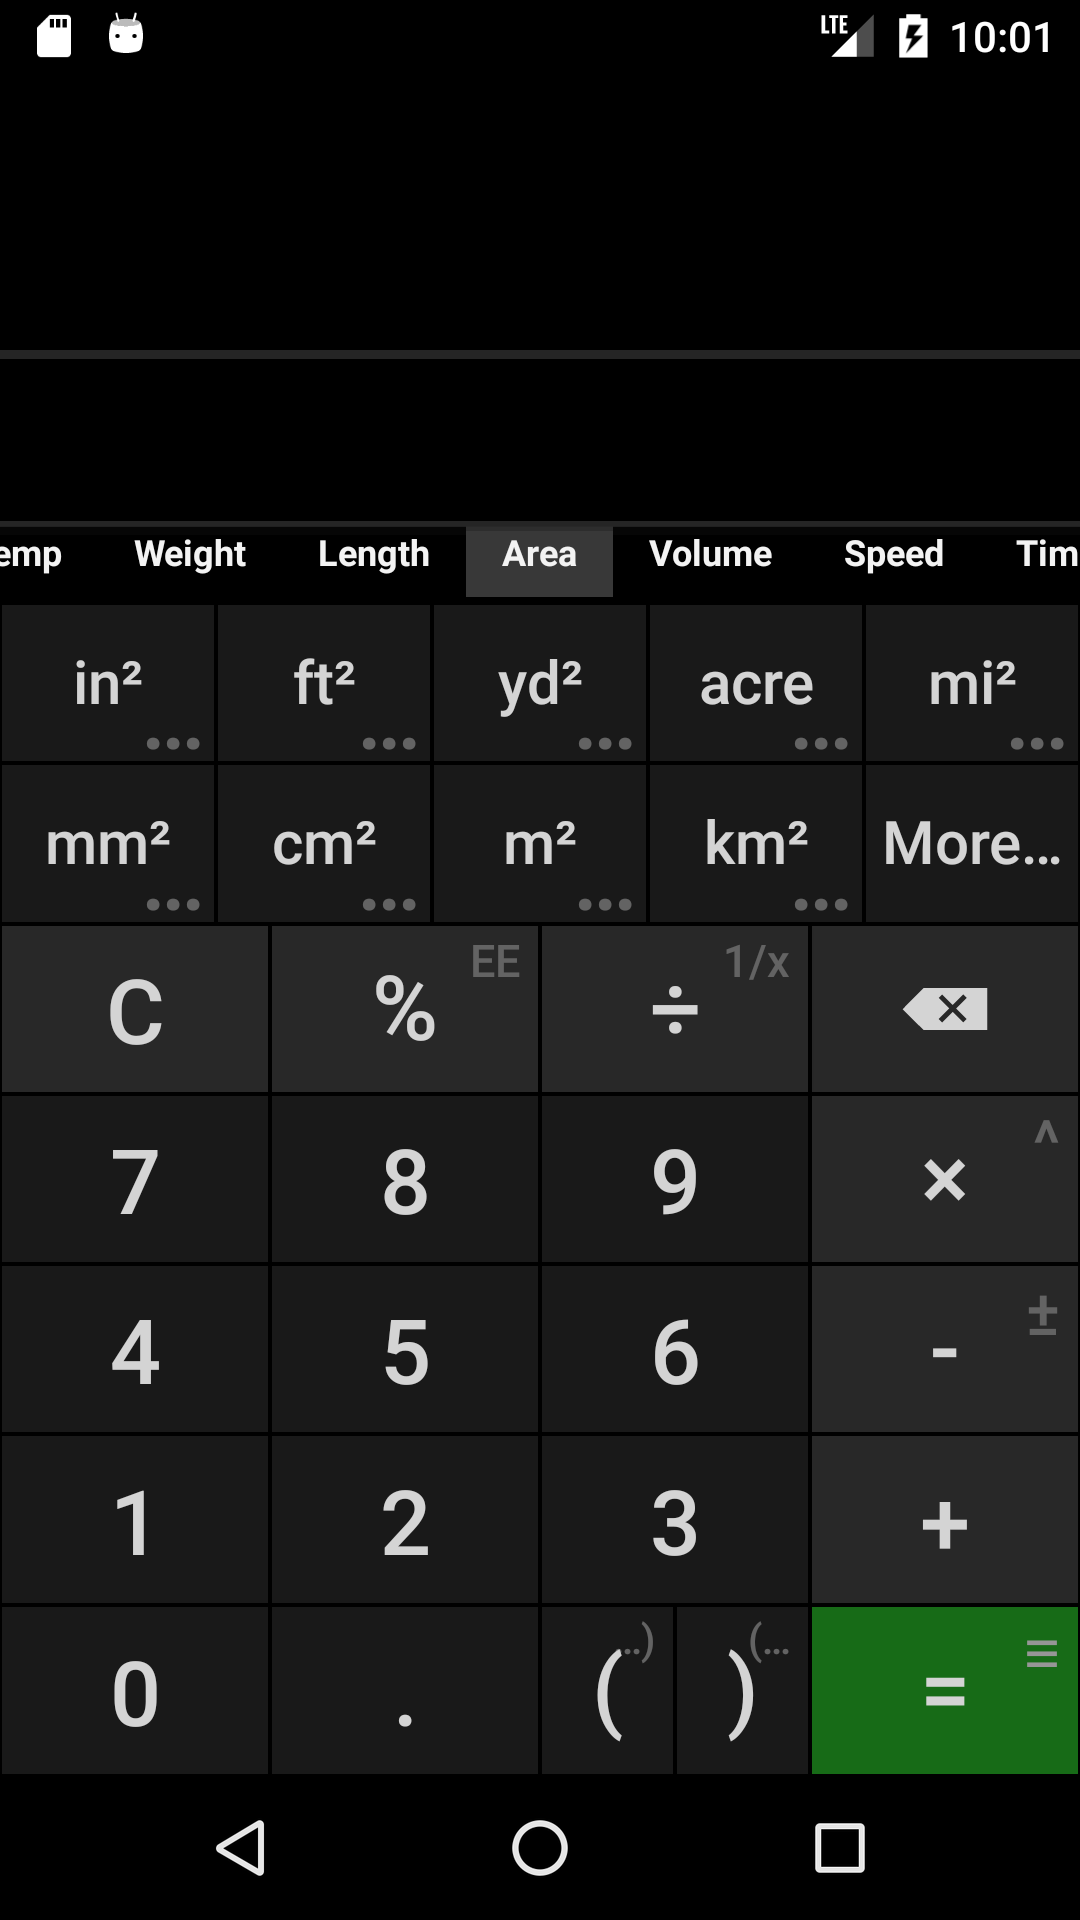 LTE 10:01
emp Weight Length Area Volume Speed Tim
in² ft² yd² acre mi²
mm² cm² m² km² More...
C % EE ÷ 1/x
7 8 9 × ^
4 5 6 - ±
1 2 3 +
0 . ( ..) ) (... =